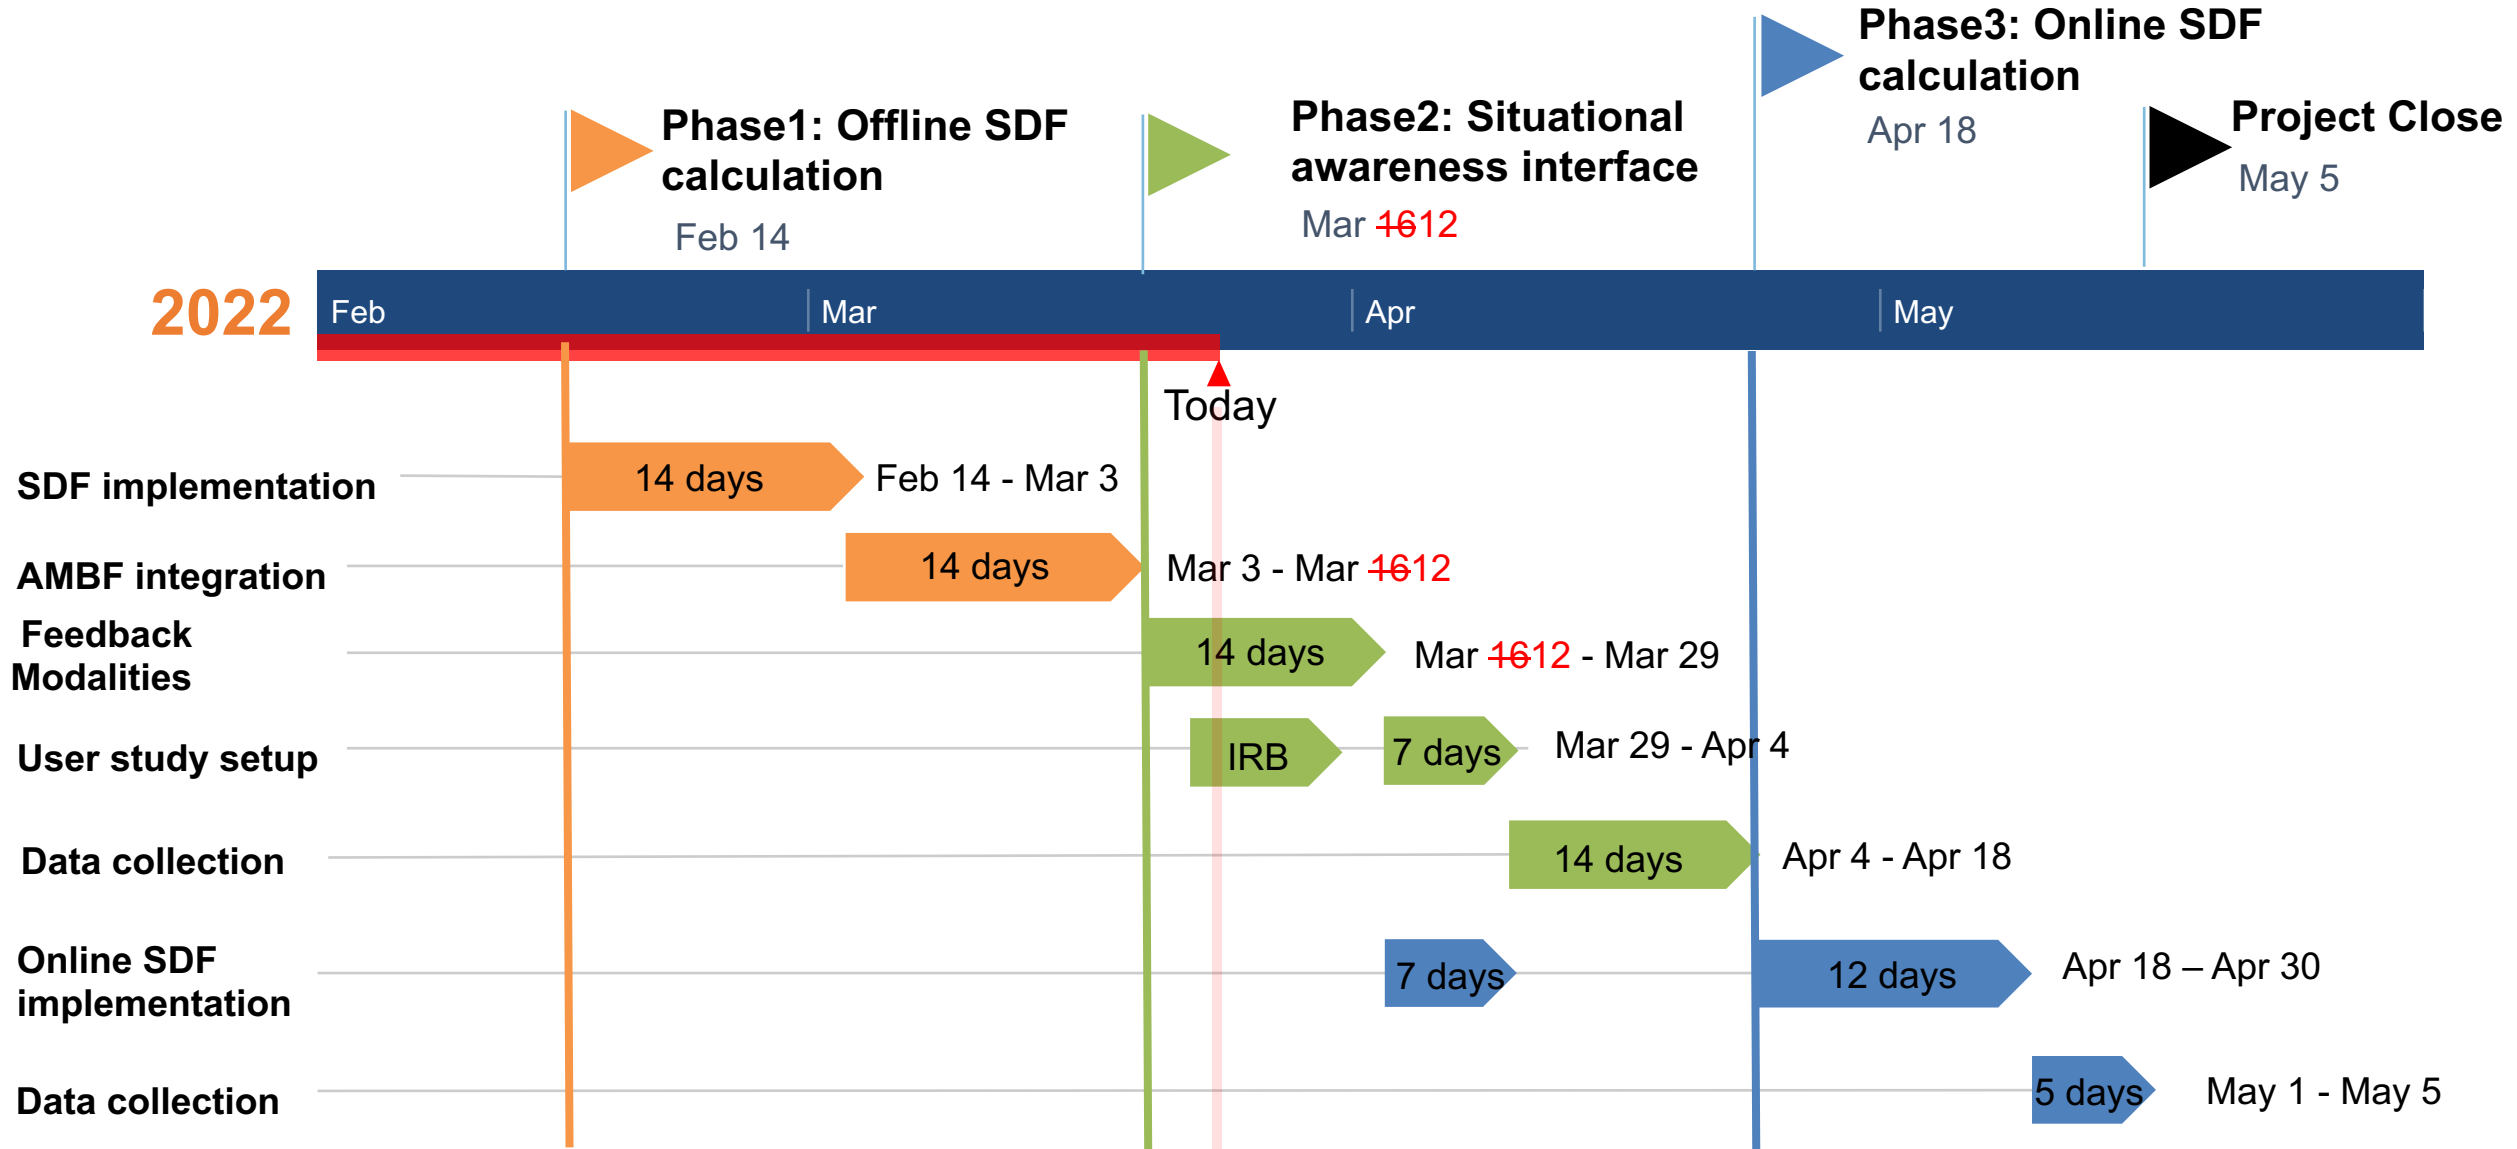 Phase1: Offline SDF
calculation
Feb 14
Phase2: Situational
awareness interface
Mar 1612
Phase3: Online SDF
calculation
Apr 18
Project Close
May 5
2022
Feb
Mar
Apr
May
Today
SDF implementation
14 days
Feb 14 - Mar 3
AMBF integration
14 days
Mar 3 - Mar 1612
Feedback
Modalities
14 days
Mar 1612 - Mar 29
User study setup
IRB
7 days
Mar 29 - Apr 4
Data collection
14 days
Apr 4 - Apr 18
Online SDF
implementation
7 days
12 days
Apr 18 – Apr 30
Data collection
5 days
May 1 - May 5